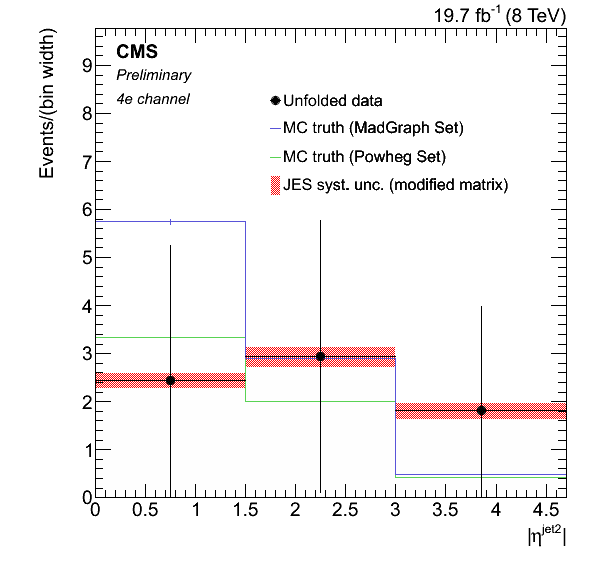 19.7 fb⁻¹ (8 TeV)
Events/(bin width)
CMS
Preliminary
4e channel
Unfolded data
MC truth (MadGraph Set)
MC truth (Powheg Set)
JES syst. unc. (modified matrix)
9
8
7
6
5
4
3
2
1
0
0 0.5 1 1.5 2 2.5 3 3.5 4 4.5
|η^jet2|